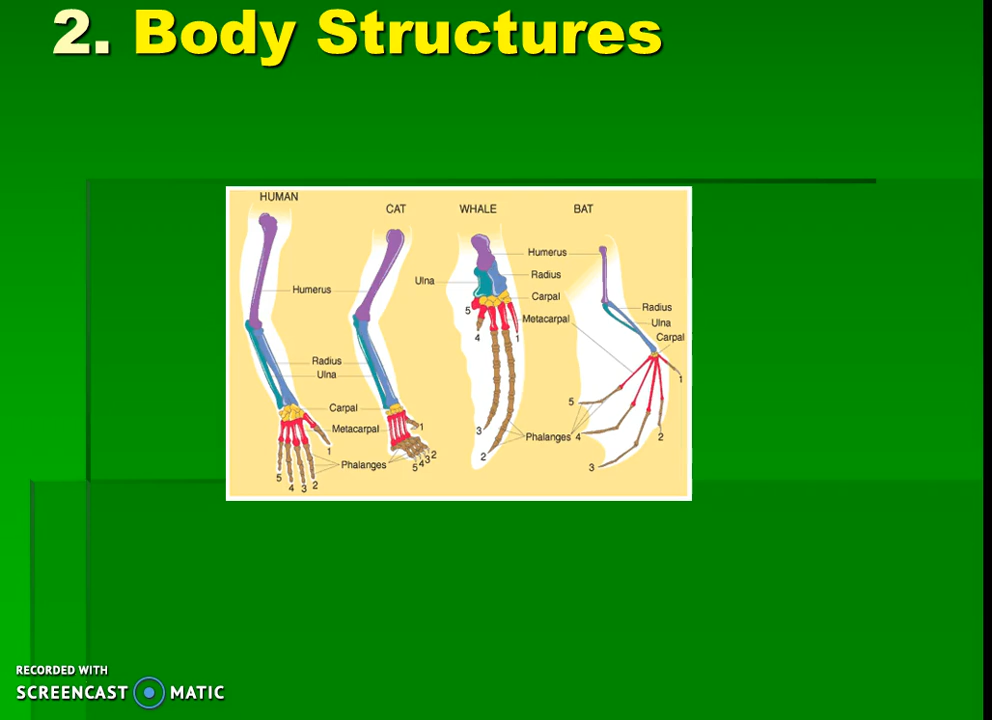 2. Body Structures
HUMAN
CAT
WHALE
BAT
Humerus
Ulna
Radius
Humerus
Carpal
5
Metacarpal
Radius
Ulna
Carpal
4
1
Radius
Ulna
1
Carpal
5
Metacarpal
1
3
Phalanges
4
2
1
Phalanges
2
3
5
4
3
2
5
4
3
2
RECORDED WITH
SCREENCAST MATIC